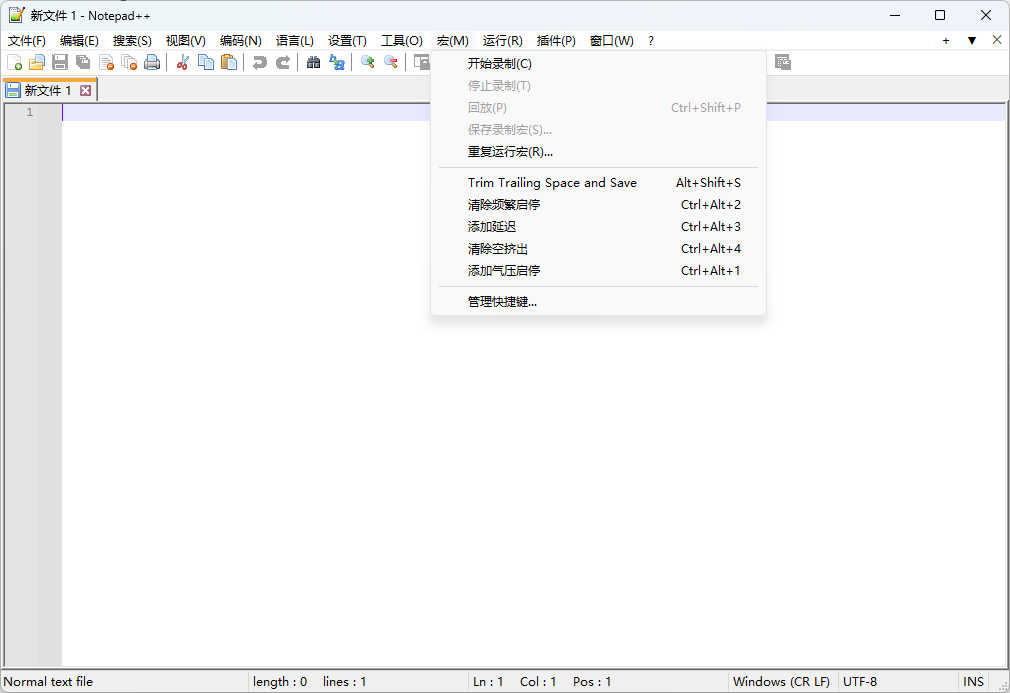 新文件 1 - Notepad++
文件(F) 编辑(E) 搜索(S) 视图(V) 编码(N) 语言(L) 设置(T) 工具(O) 宏(M) 运行(R) 插件(P) 窗口(W) ? + ▼ ✕
开始录制(C)
停止录制(T)
回放(P) Ctrl+Shift+P
保存录制宏(S)...
重复运行宏(R)...
Trim Trailing Space and Save Alt+Shift+S
清除频繁启停 Ctrl+Alt+2
添加延迟 Ctrl+Alt+3
清除空挤出 Ctrl+Alt+4
添加气压启停 Ctrl+Alt+1
管理快捷键...
新文件 1
1
Normal text file length : 0 lines : 1 Ln : 1 Col : 1 Pos : 1 Windows (CR LF) UTF-8 INS